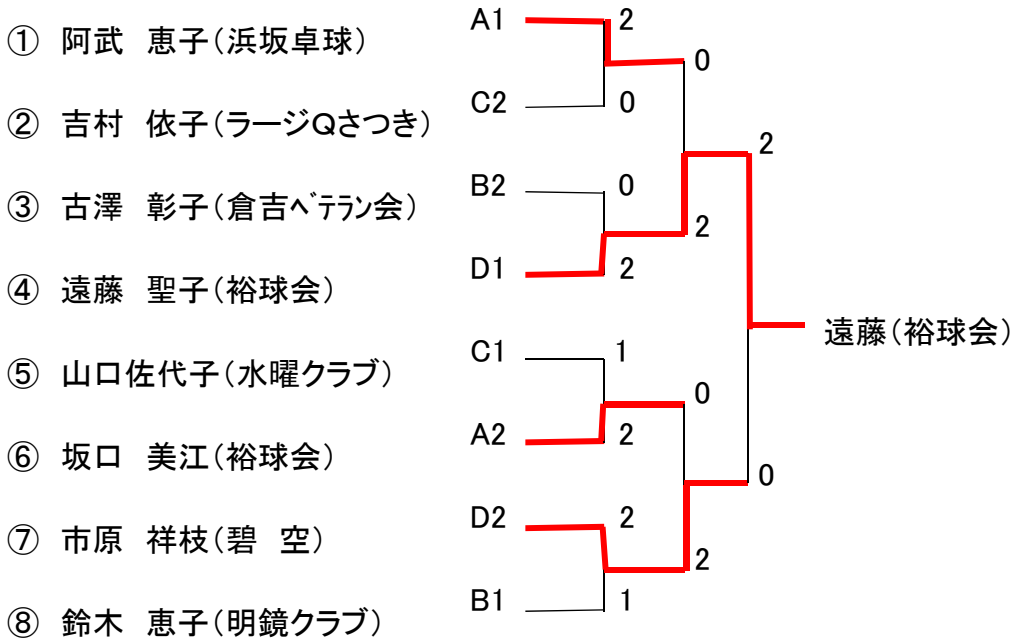 ① 阿武　恵子（浜坂卓球）
② 吉村　依子（ラージQさつき）
③ 古澤　彰子（倉吉ﾍﾞﾃﾗﾝ会）
④ 遠藤　聖子（裕球会）
⑤ 山口佐代子（水曜クラブ）
⑥ 坂口　美江（裕球会）
⑦ 市原　祥枝（碧　空）
⑧ 鈴木　恵子（明鏡クラブ）
A1 2
0
C2 0
2
B2 0
2
D1 2
遠藤（裕球会）
C1 1
0
A2 2
0
D2 2
2
B1 1